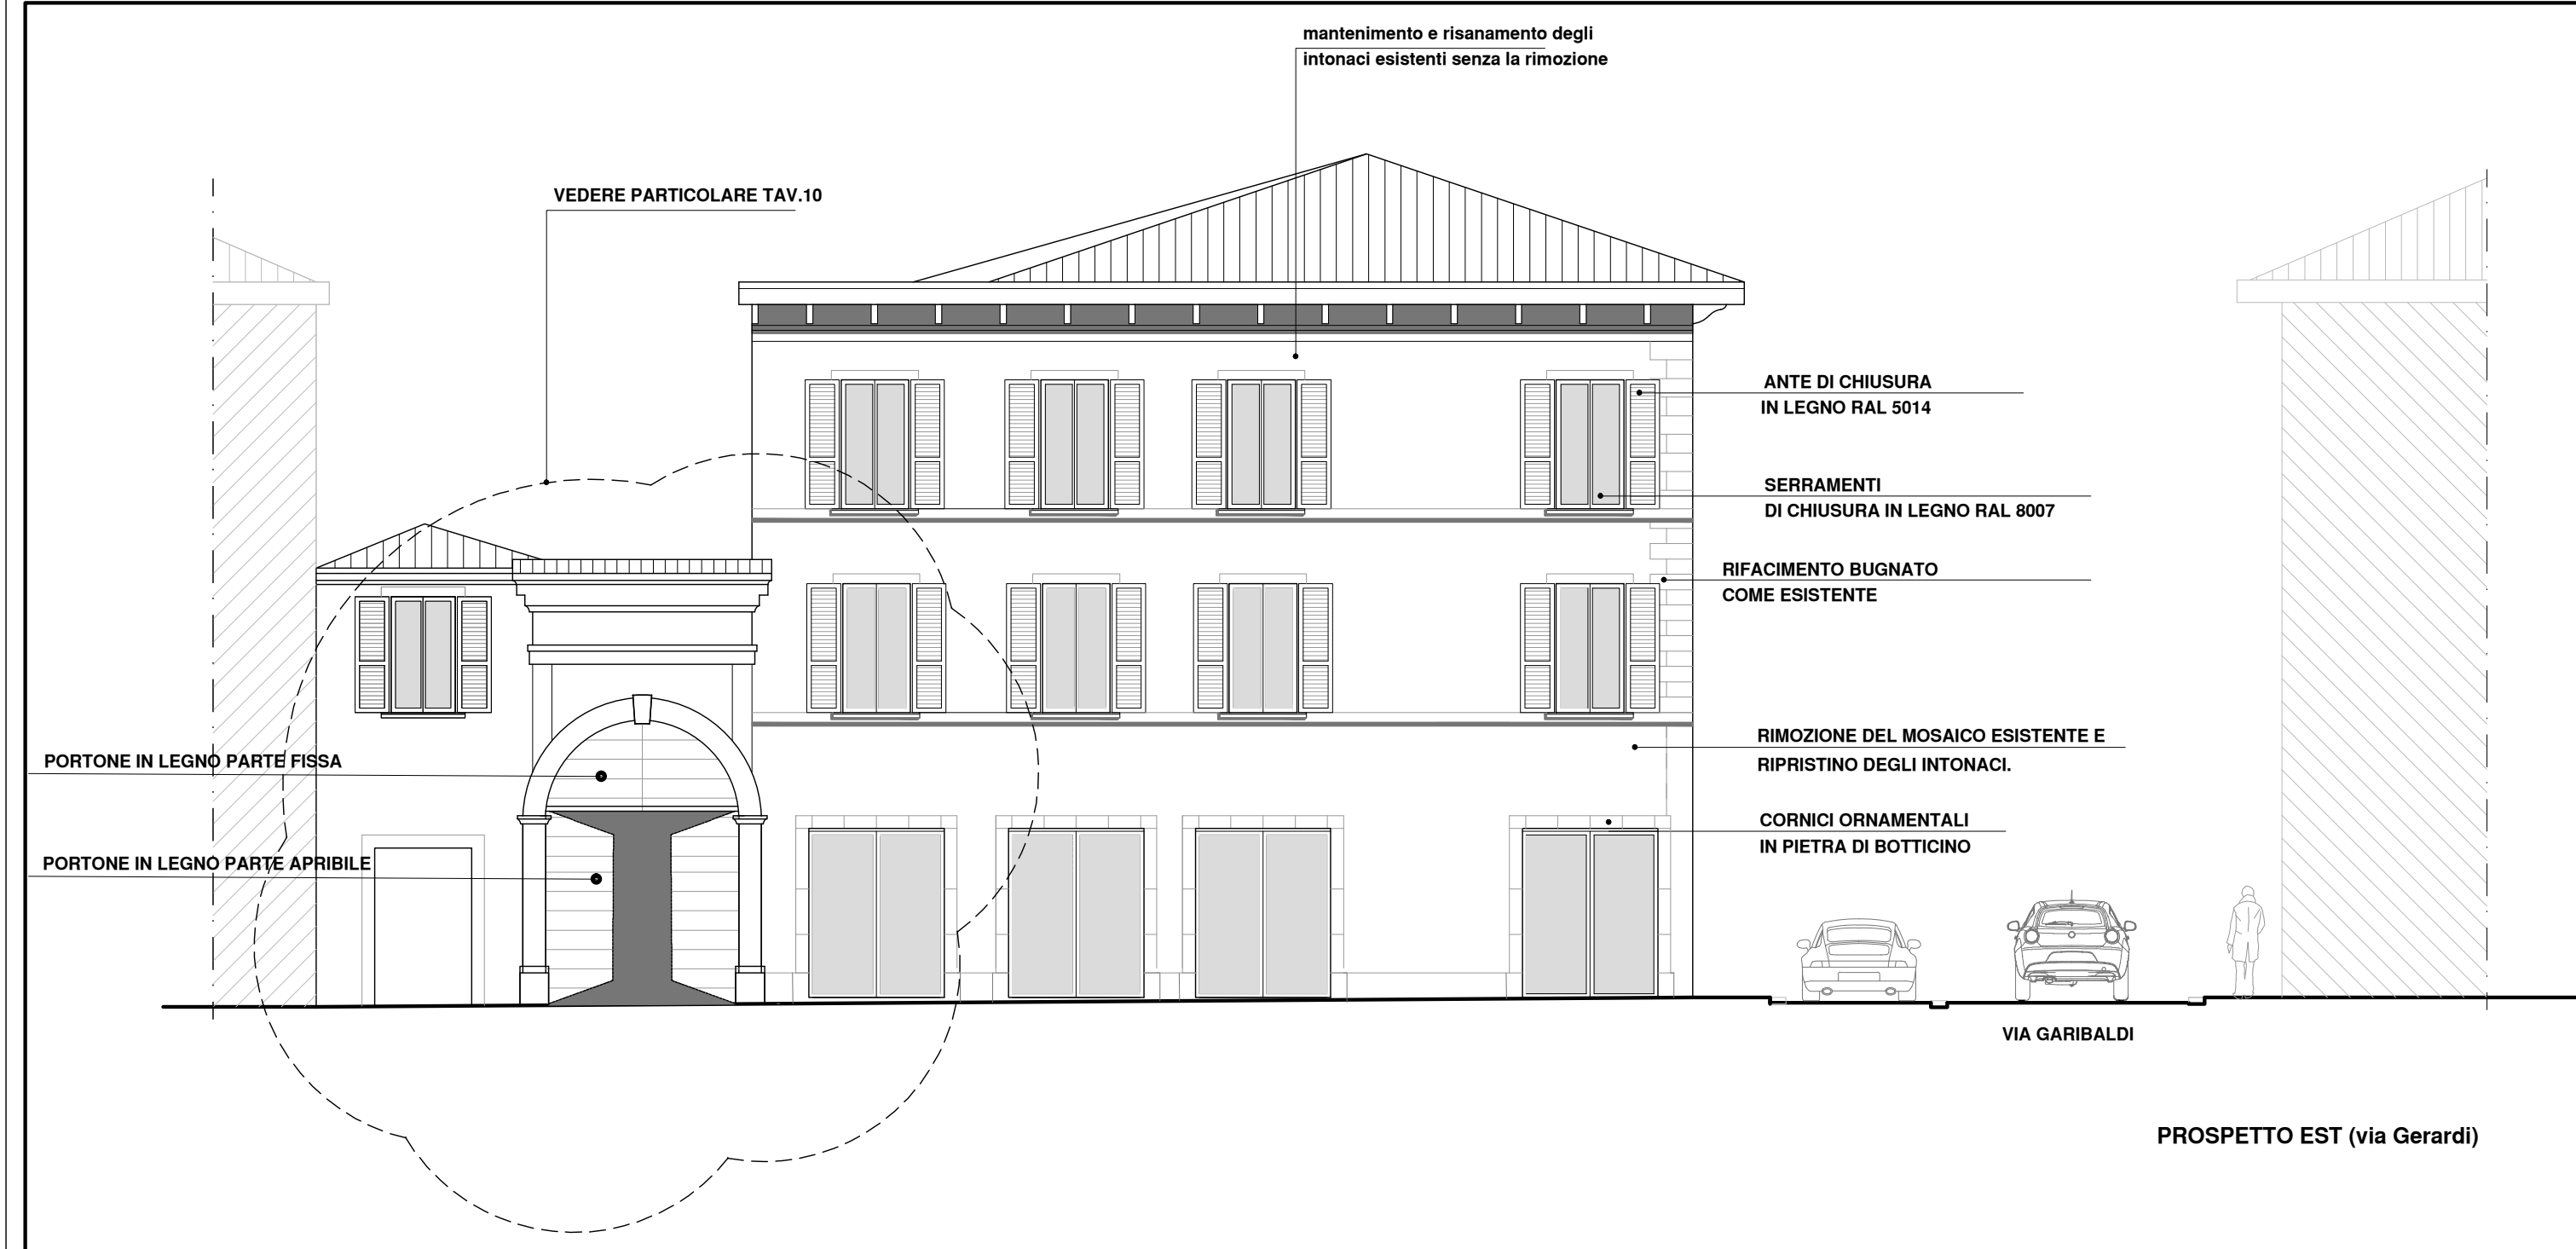 mantenimento e risanamento degli
intonaci esistenti senza la rimozione
VEDERE PARTICOLARE TAV.10
ANTE DI CHIUSURA
IN LEGNO RAL 5014
SERRAMENTI
DI CHIUSURA IN LEGNO RAL 8007
RIFACIMENTO BUGNATO
COME ESISTENTE
RIMOZIONE DEL MOSAICO ESISTENTE E
RIPRISTINO DEGLI INTONACI.
PORTONE IN LEGNO PARTE FISSA
CORNICI ORNAMENTALI
IN PIETRA DI BOTTICINO
PORTONE IN LEGNO PARTE APRIBILE
VIA GARIBALDI
PROSPETTO EST (via Gerardi)